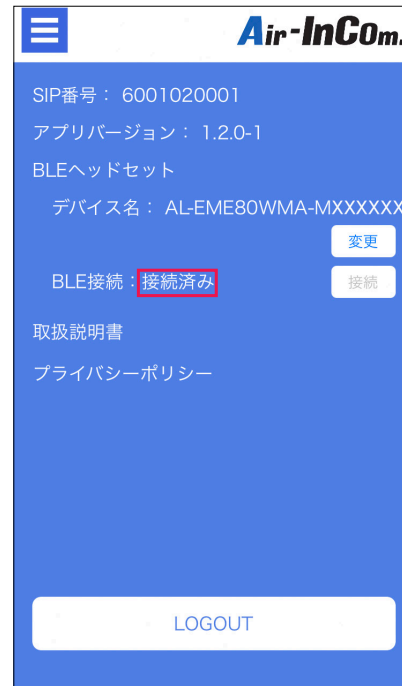 Air-InCom.
SIP番号： 6001020001
アプリバージョン： 1.2.0-1
BLEヘッドセット
デバイス名： AL-EME80WMA-MXXXXXX
変更
BLE接続：接続済み
接続
取扱説明書
プライバシーポリシー
LOGOUT